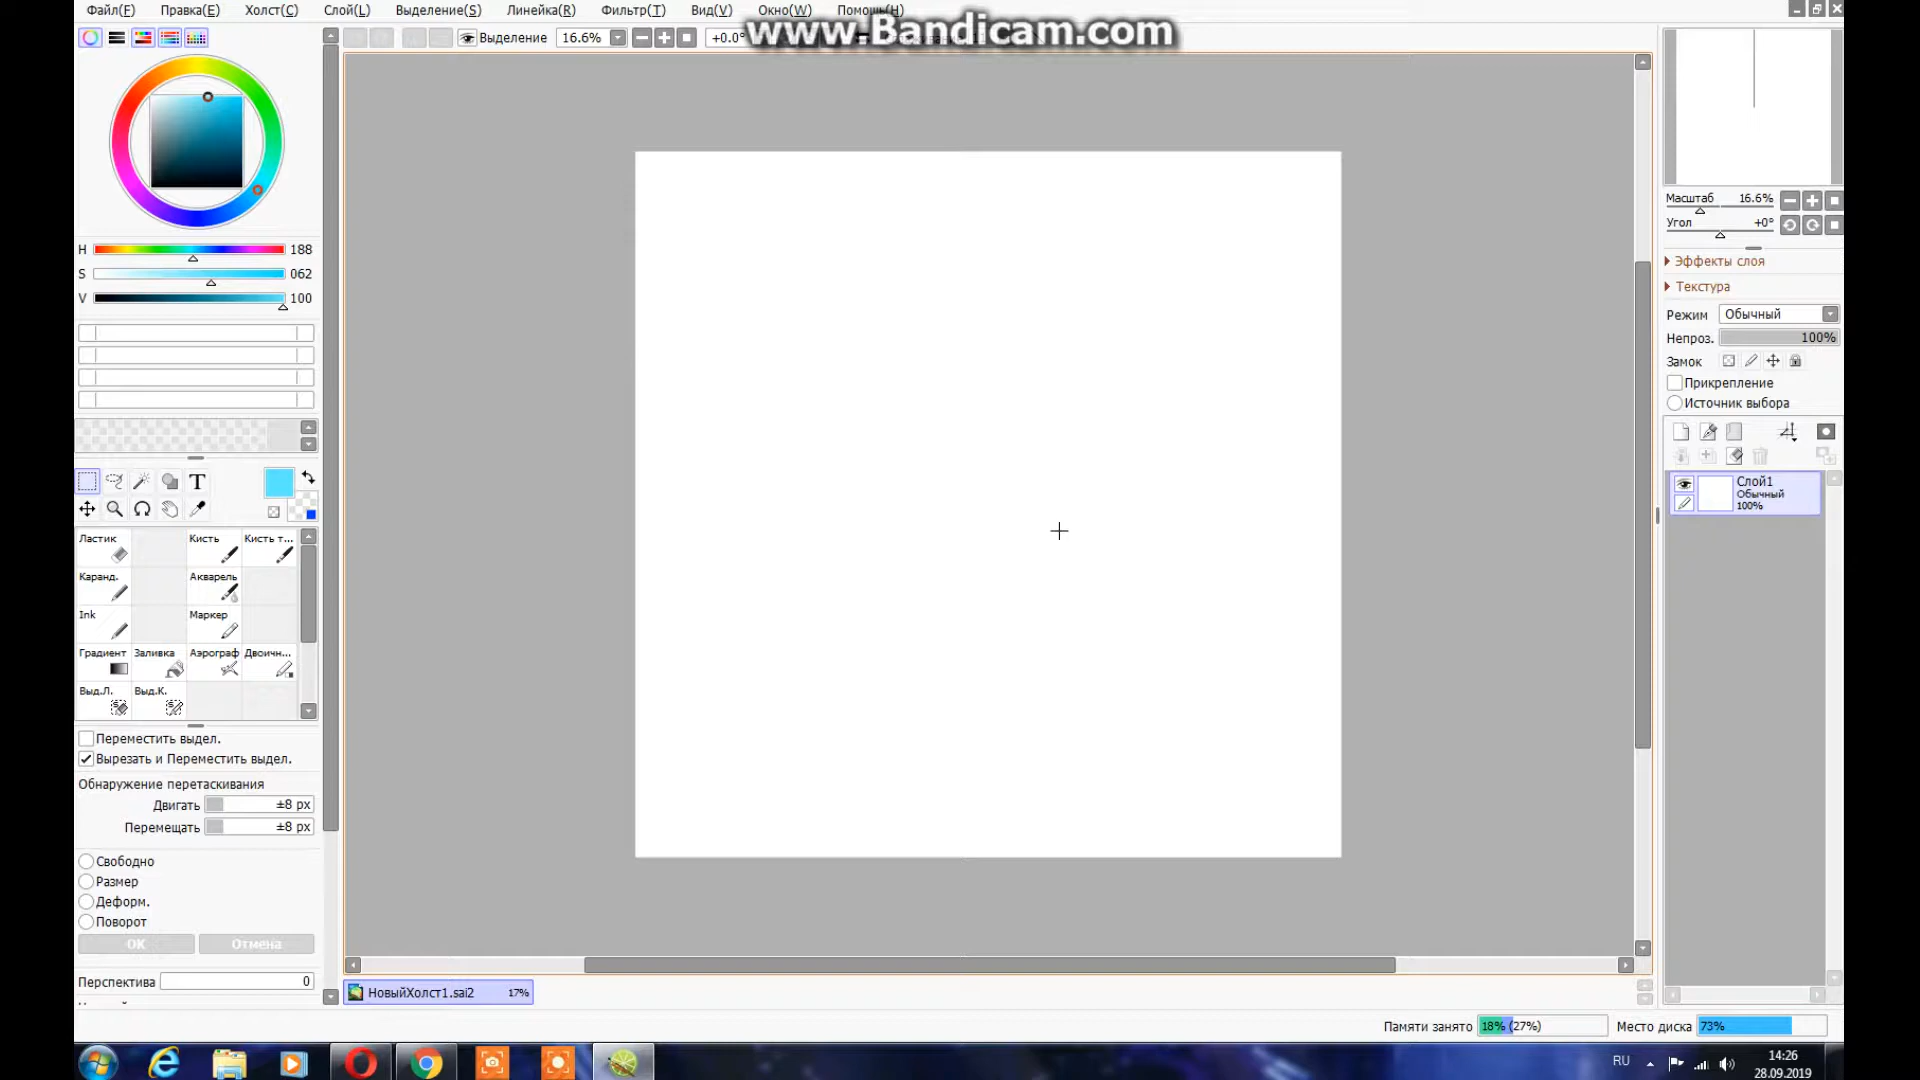 Файл(F) Правка(E) Холст(C) Слой(L) Выделение(S) Линейка(R) Фильтр(T) Вид(V) Окно(W) Помощь(H)
www.Bandicam.com
Выделение 16.6% +0.0°
H 188
S 062
V 100
T
Ластик Кисть Кисть т...
Каранд. Акварель
Ink Маркер
Градиент Заливка Аэрограф Двоичн...
Выд.Л. Выд.К.
Переместить выдел.
Вырезать и Переместить выдел.
Обнаружение перетаскивания
Двигать ±8 px
Перемещать ±8 px
Свободно
Размер
Деформ.
Поворот
OK Отмена
Перспектива 0
НовыйХолст1.sai2 17%
Масштаб 16.6%
Угол +0°
Эффекты слоя
Текстура
Режим Обычный
Непроз. 100%
Замок
Прикрепление
Источник выбора
Слой1
Обычный
100%
Памяти занято 18% (27%) Место диска 73%
RU 14:26
28.09.2019